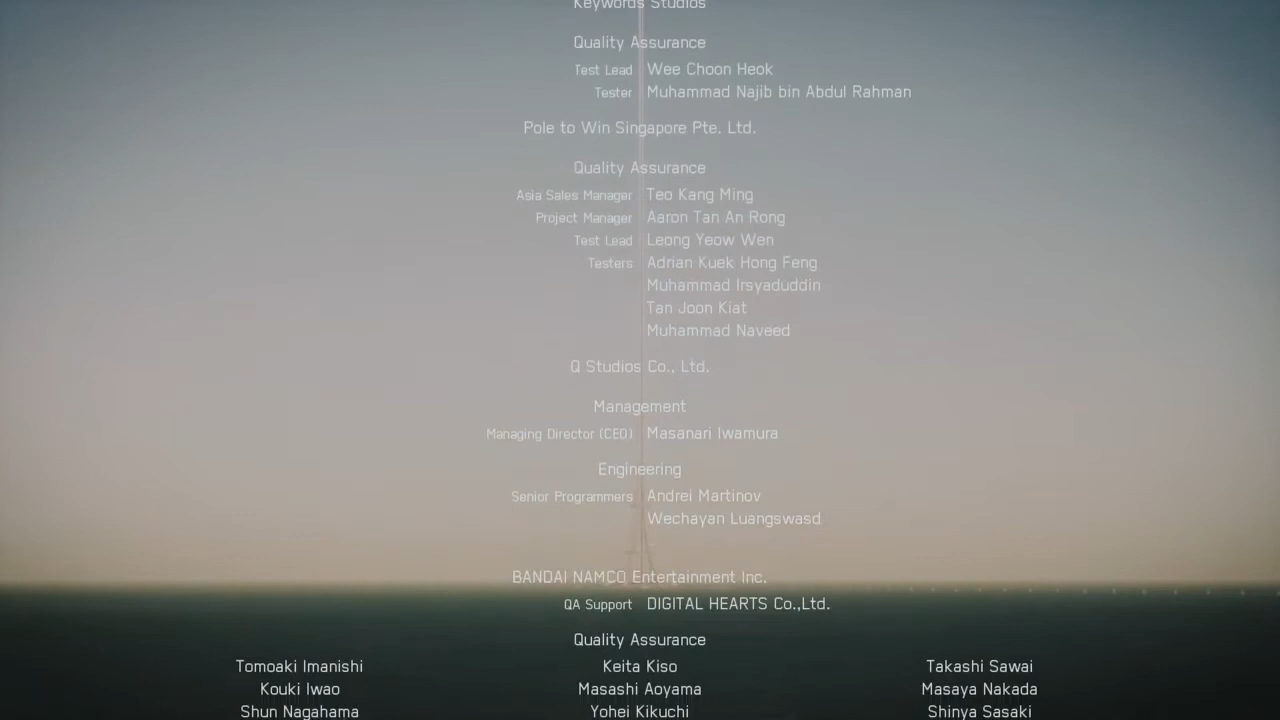 Keywords Studios
Quality Assurance
Test Lead Wee Choon Heok
Tester Muhammad Najib bin Abdul Rahman
Pole to Win Singapore Pte. Ltd.
Quality Assurance
Asia Sales Manager Teo Kang Ming
Project Manager Aaron Tan An Rong
Test Lead Leong Yeow Wen
Testers Adrian Kuek Hong Feng
Muhammad Irsyaduddin
Tan Joon Kiat
Muhammad Naveed
Q Studios Co., Ltd.
Management
Managing Director (CEO) Masanari Iwamura
Engineering
Senior Programmers Andrei Martinov
Wechayan Luangswasd
BANDAI NAMCO Entertainment Inc.
QA Support DIGITAL HEARTS Co.,Ltd.
Quality Assurance
Tomoaki Imanishi Keita Kiso Takashi Sawai
Kouki Iwao Masashi Aoyama Masaya Nakada
Shun Nagahama Yohei Kikuchi Shinya Sasaki